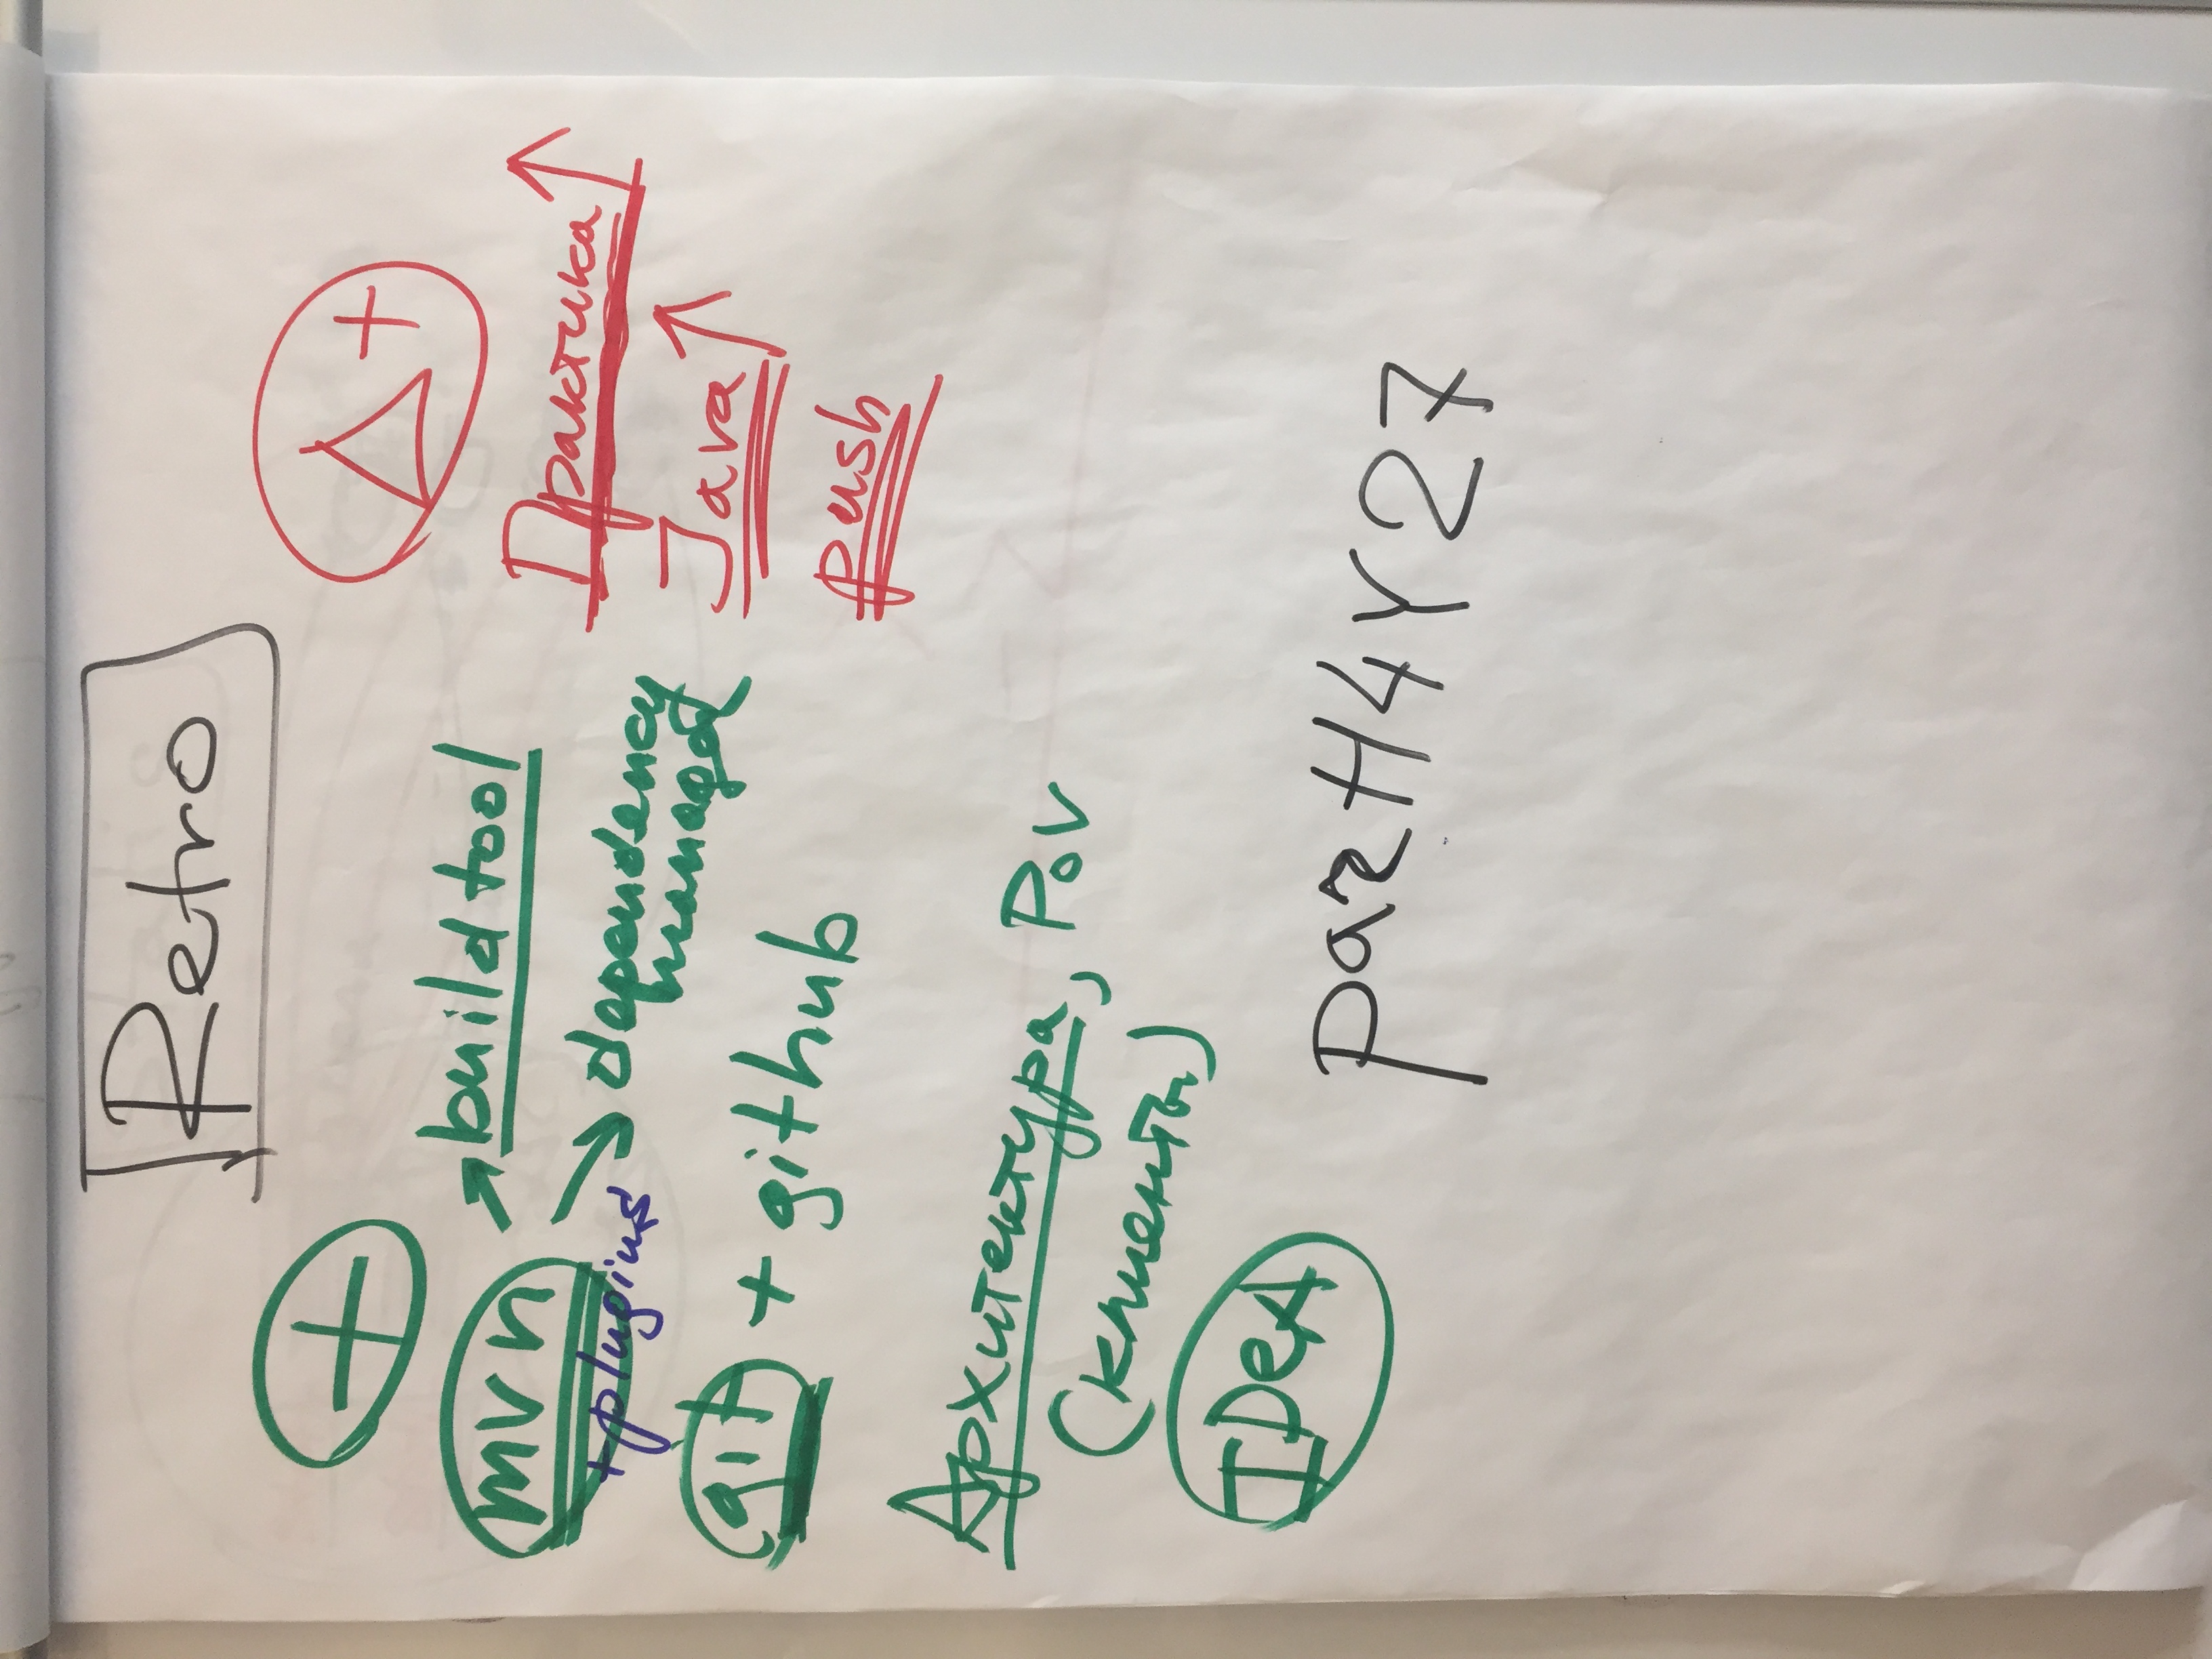 Retro
+
mvn → build tool
+ plugins → dependency
manager
git + github
Архитектура, PoV
(клиенты)
IDeA
Δ+
Практика ↑
Java ↑
push
pazH4Y27